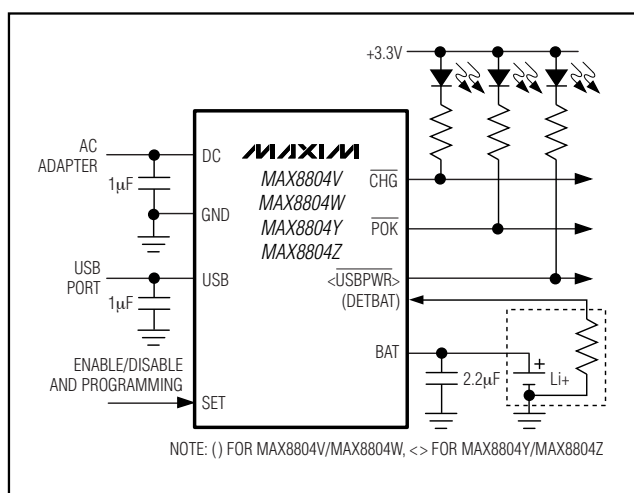 +3.3V
AC
ADAPTER
DC
MAXIM
MAX8804V
MAX8804W
MAX8804Y
MAX8804Z
CHG
1µF
GND
POK
USB
PORT
USB
<USBPWR>
(DETBAT)
1µF
BAT
ENABLE/DISABLE
AND PROGRAMMING
SET
2.2µF
+
Li+
NOTE: ( ) FOR MAX8804V/MAX8804W, <> FOR MAX8804Y/MAX8804Z